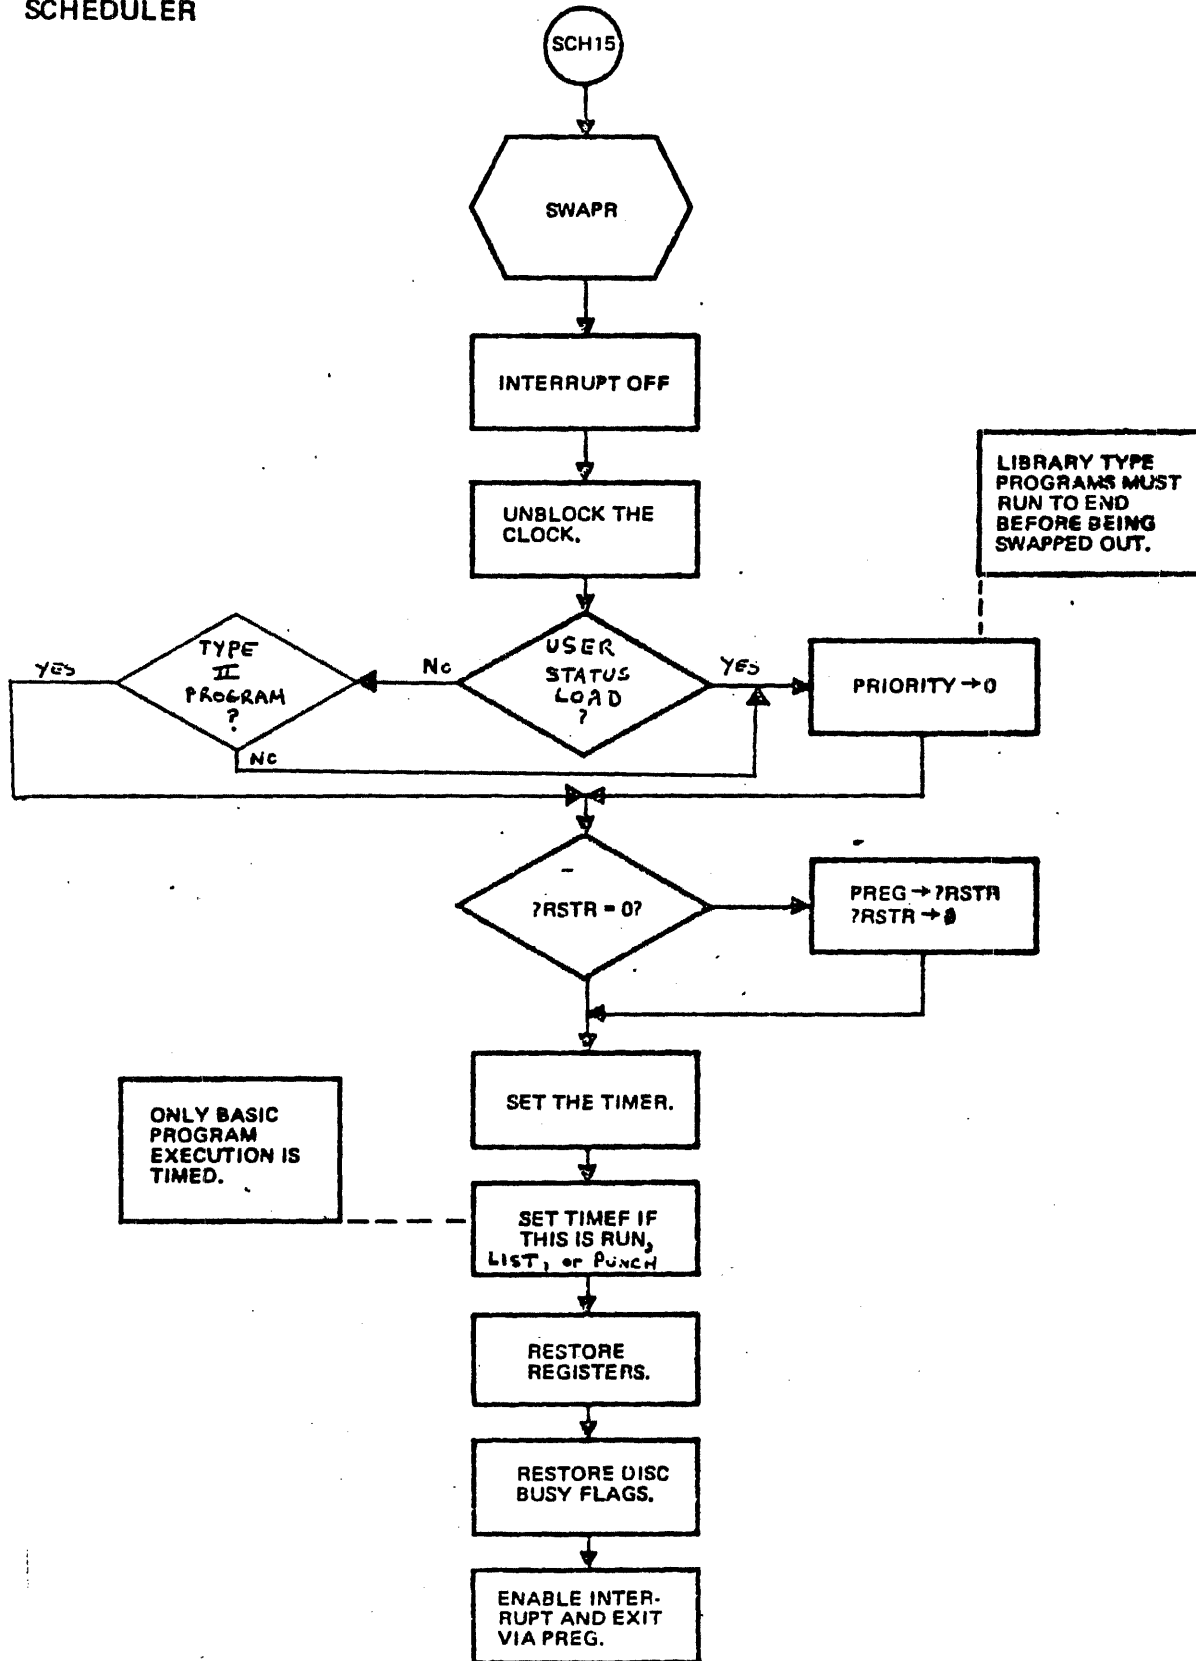 SCHEDULER
SCH15
SWAPR
INTERRUPT OFF
UNBLOCK THE
CLOCK.
LIBRARY TYPE
PROGRAMS MUST
RUN TO END
BEFORE BEING
SWAPPED OUT.
YES
TYPE
II
PROGRAM
?
NO
USER
STATUS
LOAD
?
YES
PRIORITY → 0
NO
?RSTR = 0?
PREG → ?RSTR
?RSTR → 0
SET THE TIMER.
ONLY BASIC
PROGRAM
EXECUTION IS
TIMED.
SET TIMEF IF
THIS IS RUN,
LIST, or PUNCH
RESTORE
REGISTERS.
RESTORE DISC
BUSY FLAGS.
ENABLE INTER-
RUPT AND EXIT
VIA PREG.